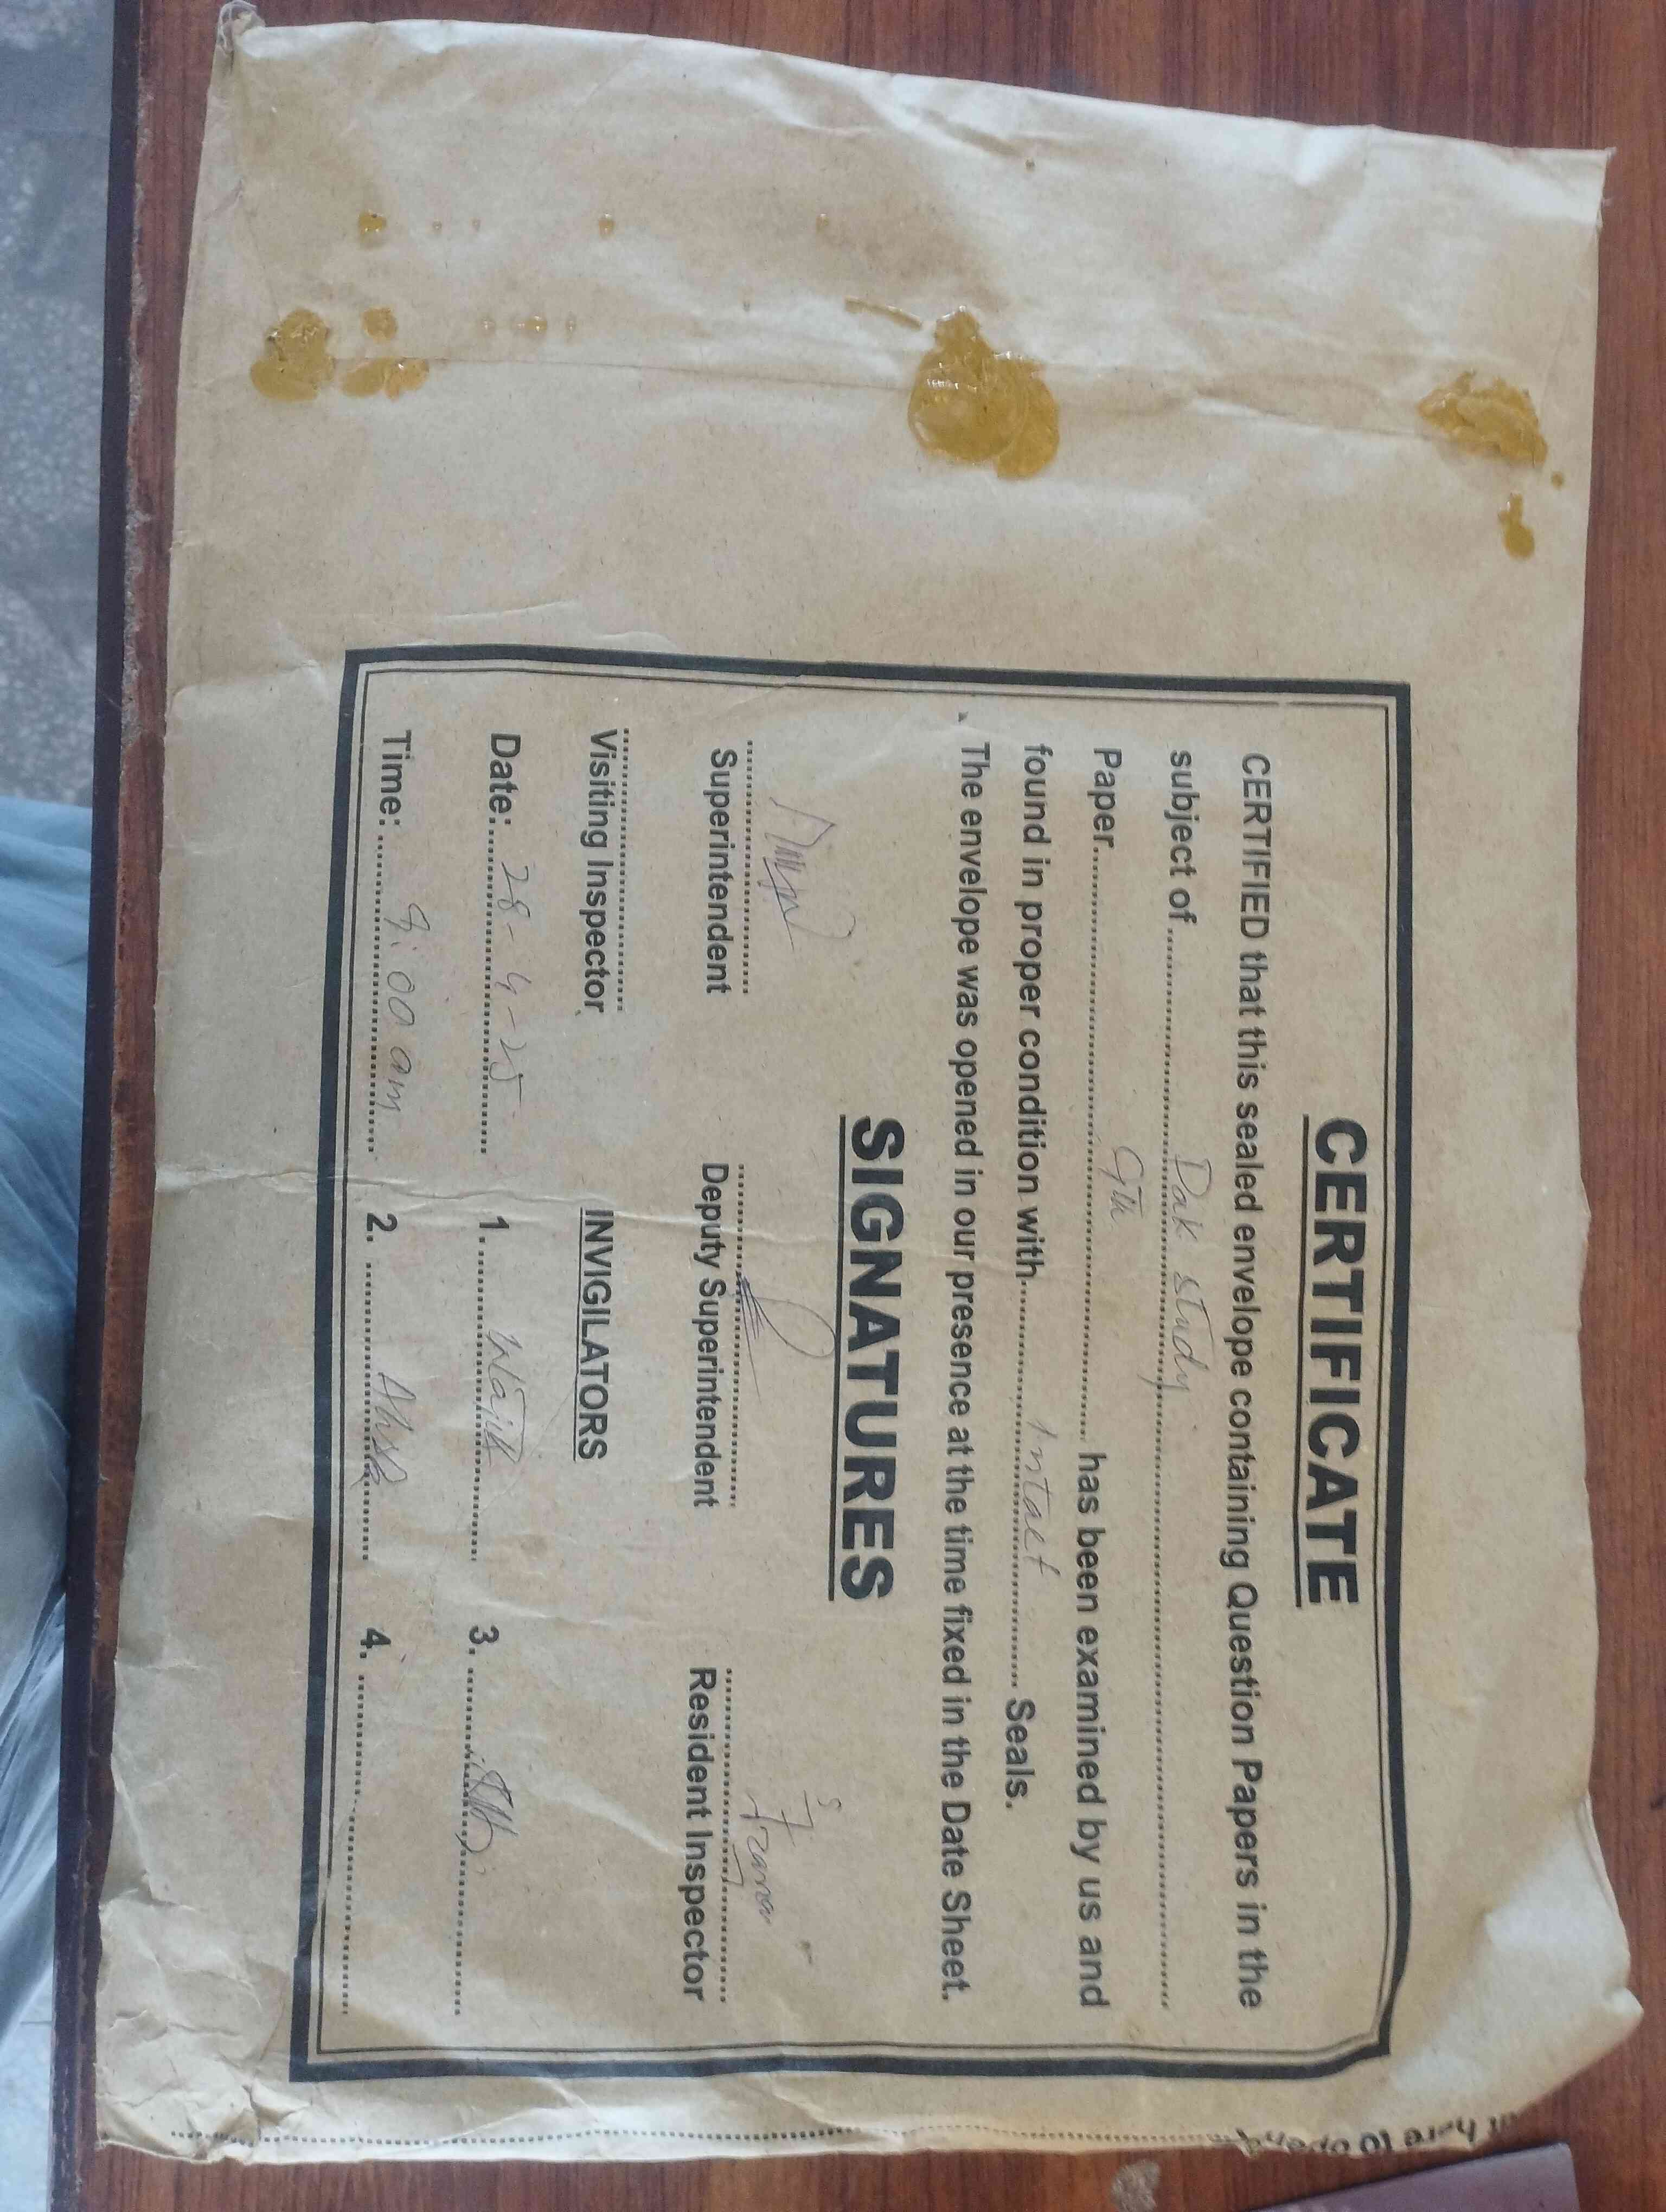 CERTIFICATE
CERTIFIED that this sealed envelope containing Question Papers in the
subject of .......... Pak study ..........
Paper .......... 9th .......... has been examined by us and
found in proper condition with .......... Intact .......... Seals.
The envelope was opened in our presence at the time fixed in the Date Sheet.
SIGNATURES
Superintendent Deputy Superintendent Resident Inspector
Visiting Inspector INVIGILATORS
Date: 28-4-25 1. .......... 3. ..........
Time: 9:00 am 2. .......... 4. ..........
here to open